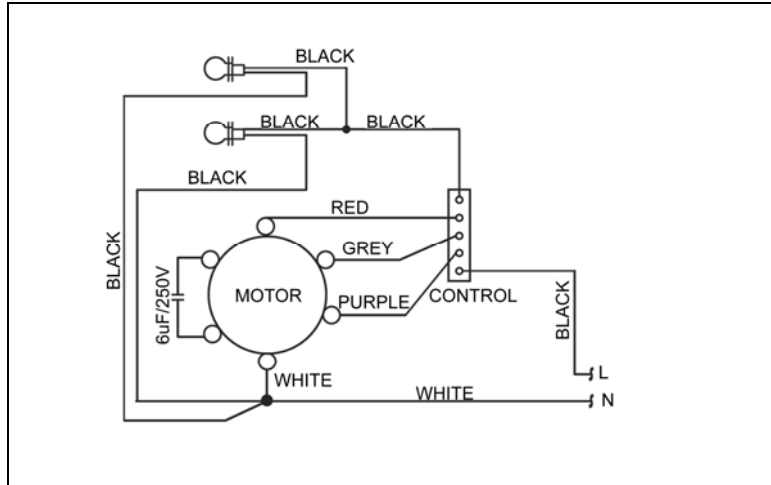 BLACK
BLACK
BLACK
BLACK
RED
BLACK
GREY
6uF/250V
MOTOR
PURPLE
CONTROL
BLACK
L
WHITE
WHITE
N